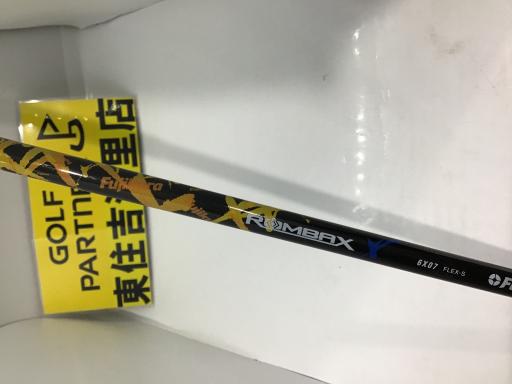 GOLF
PARTNER
東住吉湯里店
Fujikura
ROMBAX
6X07 FLEX-S